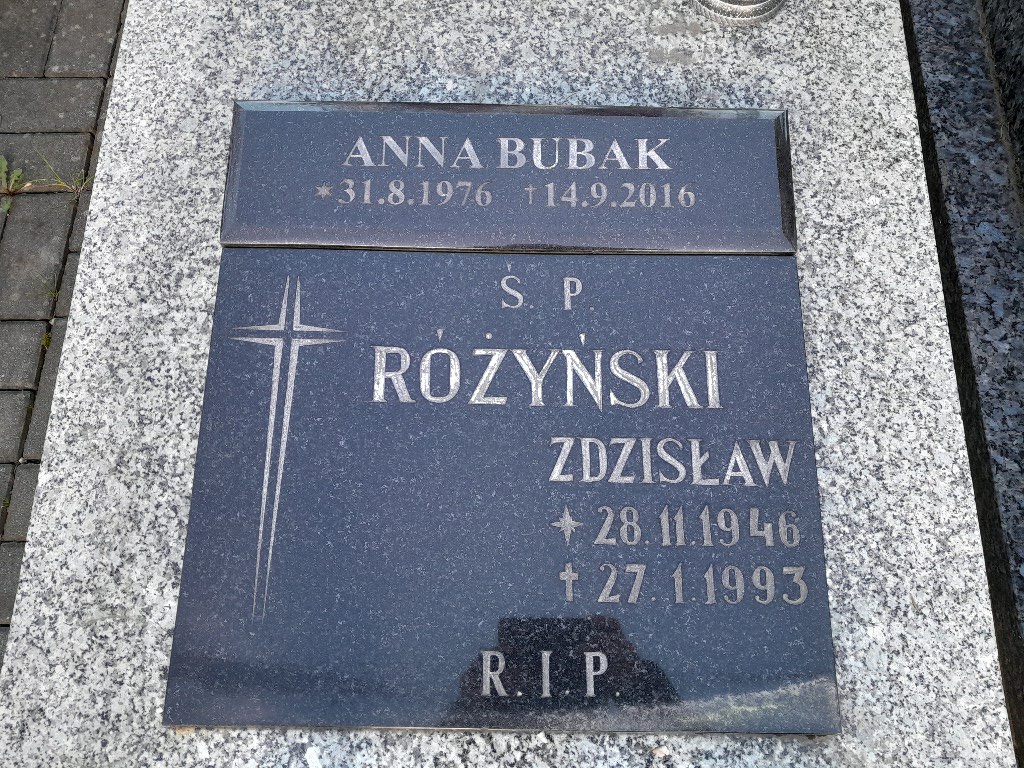 ANNA BUBAK
*31.8.1976 †14.9.2016
Ś. P
RÓŻYŃSKI
ZDZISŁAW
* 28.11.1946
† 27.1.1993
R.I.P.